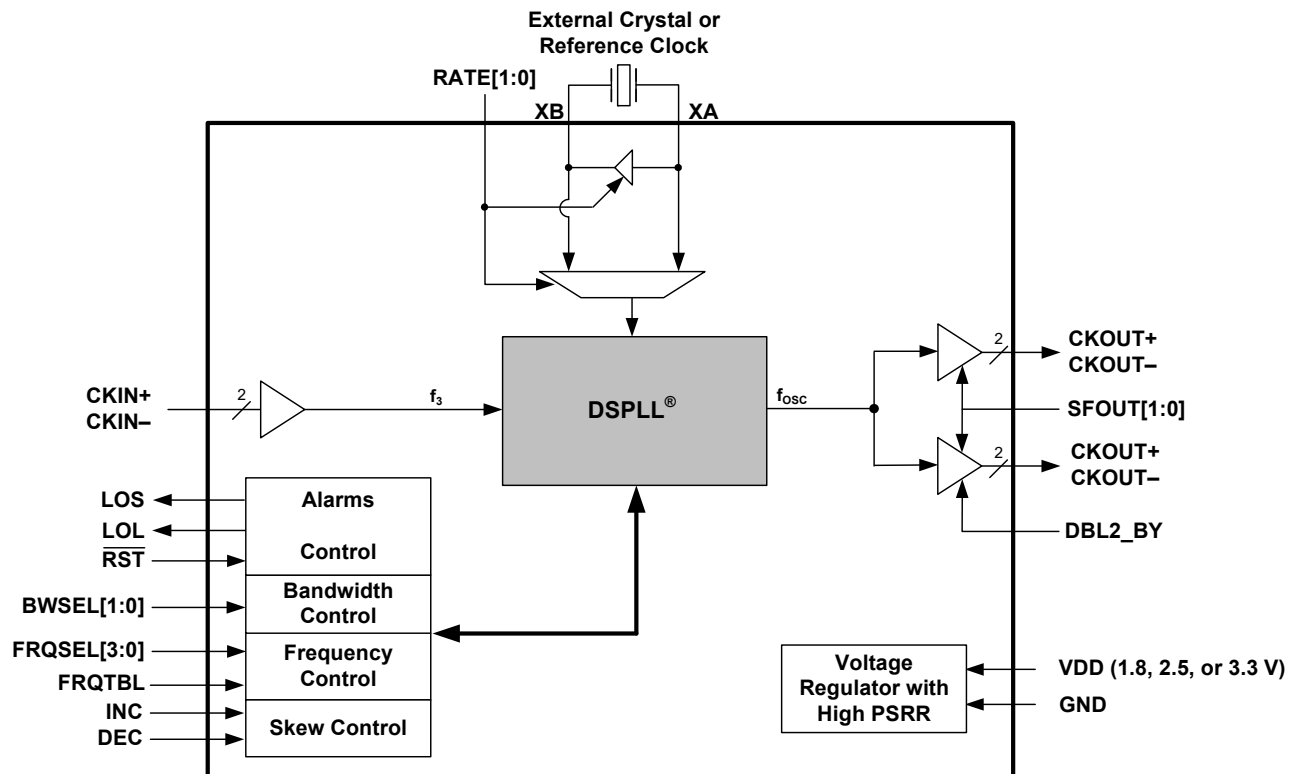 External Crystal or
Reference Clock
RATE[1:0]
XB
XA
CKIN+
CKIN–
2
f3
DSPLL®
fOSC
2
CKOUT+
CKOUT–
SFOUT[1:0]
2
CKOUT+
CKOUT–
DBL2_BY
LOS
LOL
RST
BWSEL[1:0]
FRQSEL[3:0]
FRQTBL
INC
DEC
Alarms
Control
Bandwidth
Control
Frequency
Control
Skew Control
Voltage
Regulator with
High PSRR
VDD (1.8, 2.5, or 3.3 V)
GND